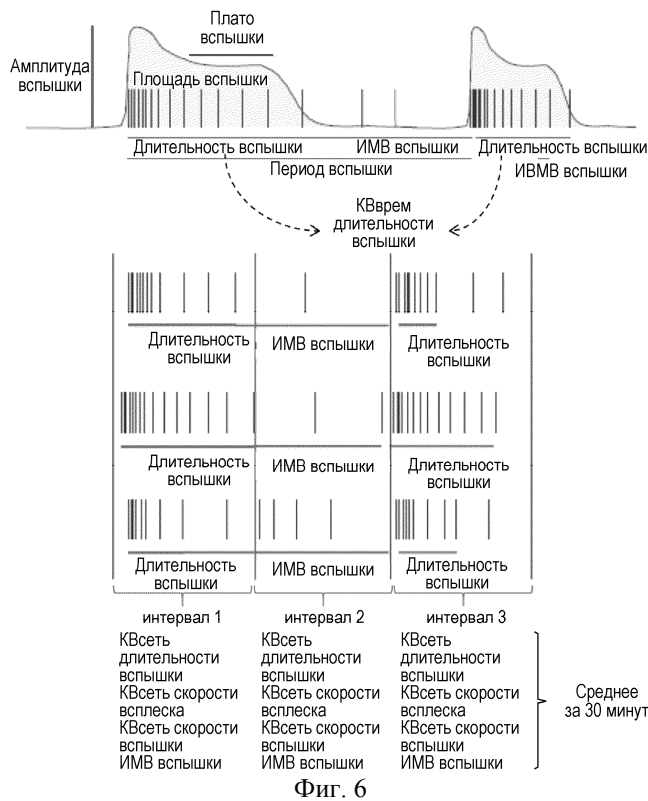 Плато
вспышки
Амплитуда
вспышки
Площадь вспышки
Длительность вспышки ИМВ вспышки Длительность вспышки
Период вспышки ИВМВ вспышки
КВврем
длительности
вспышки
Длительность
вспышки
ИМВ вспышки
Длительность
вспышки
Длительность
вспышки
ИМВ вспышки
Длительность
вспышки
Длительность
вспышки
ИМВ вспышки
Длительность
вспышки
интервал 1 интервал 2 интервал 3
КВсеть
длительности
вспышки
КВсеть скорости
всплеска
КВсеть скорости
вспышки
ИМВ вспышки
КВсеть
длительности
вспышки
КВсеть скорости
всплеска
КВсеть скорости
вспышки
ИМВ вспышки
КВсеть
длительности
вспышки
КВсеть скорости
всплеска
КВсеть скорости
вспышки
ИМВ вспышки
Среднее
за 30 минут
Фиг. 6